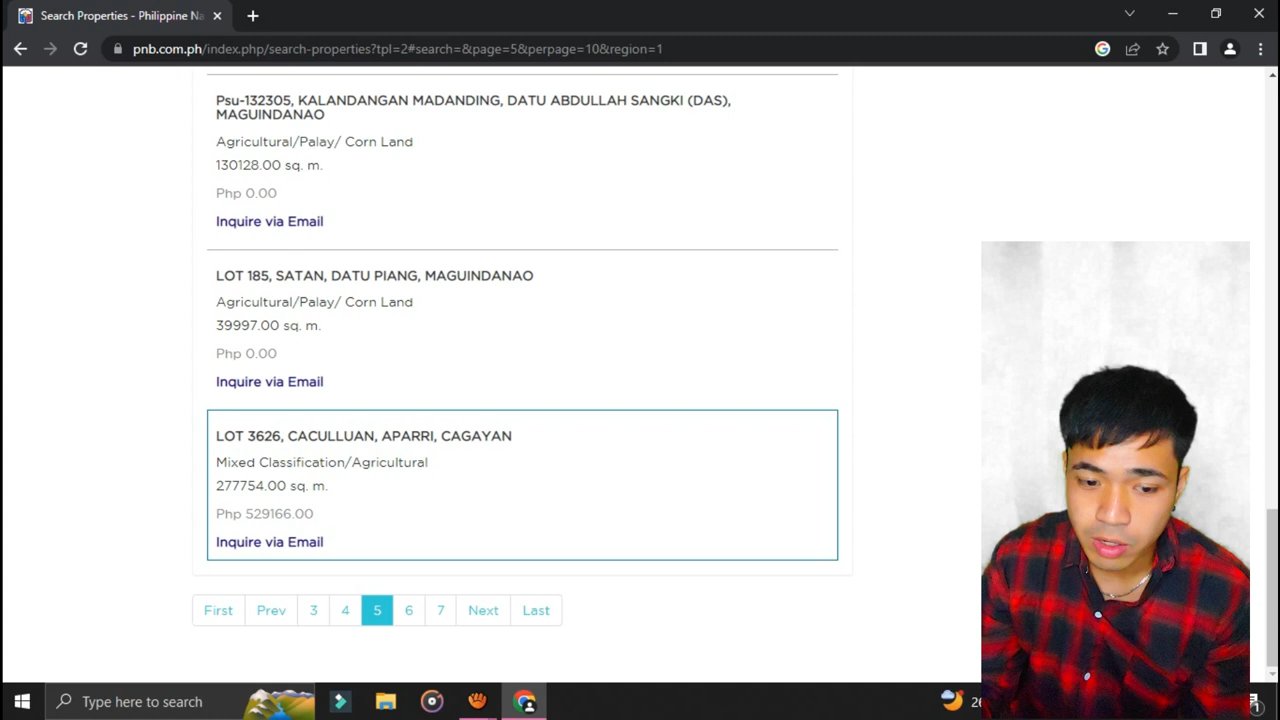 Search Properties - Philippine Na
pnb.com.ph/index.php/search-properties?tpl=2#search=&page=5&perpage=10&region=1
Psu-132305, KALANDANGAN MADANDING, DATU ABDULLAH SANGKI (DAS),
MAGUINDANAO
Agricultural/Palay/ Corn Land
130128.00 sq. m.
Php 0.00
Inquire via Email
LOT 185, SATAN, DATU PIANG, MAGUINDANAO
Agricultural/Palay/ Corn Land
39997.00 sq. m.
Php 0.00
Inquire via Email
LOT 3626, CACULLUAN, APARRI, CAGAYAN
Mixed Classification/Agricultural
277754.00 sq. m.
Php 529166.00
Inquire via Email
First Prev 3 4 5 6 7 Next Last
Type here to search